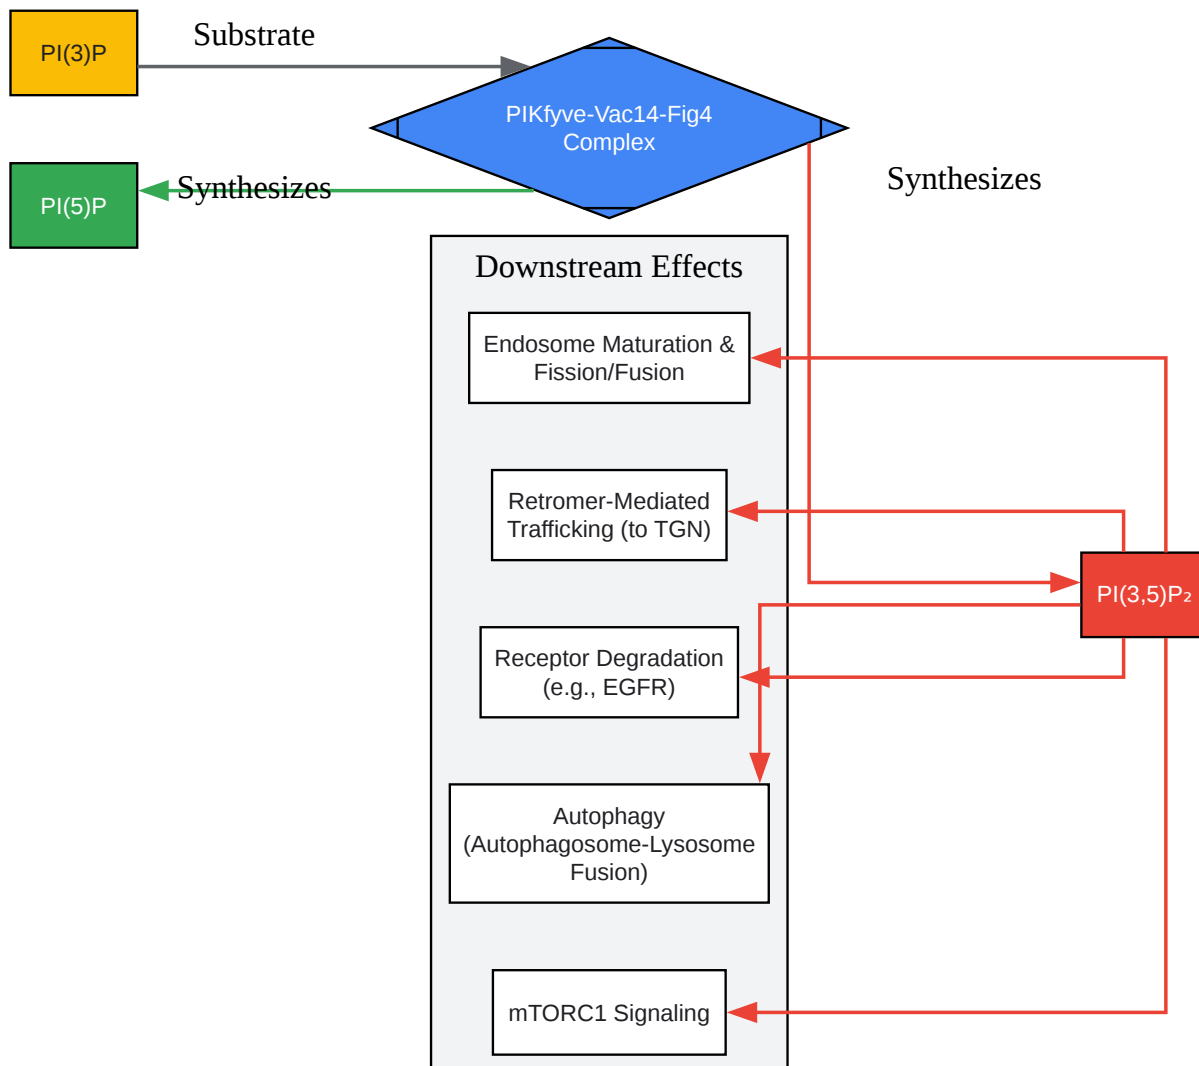 PI(3)P
Substrate
PIKfyve-Vac14-Fig4
Complex
PI(5)P
Synthesizes
Synthesizes
Downstream Effects
Endosome Maturation &
Fission/Fusion
Retromer-Mediated
Trafficking (to TGN)
PI(3,5)P₂
Receptor Degradation
(e.g., EGFR)
Autophagy
(Autophagosome-Lysosome
Fusion)
mTORC1 Signaling